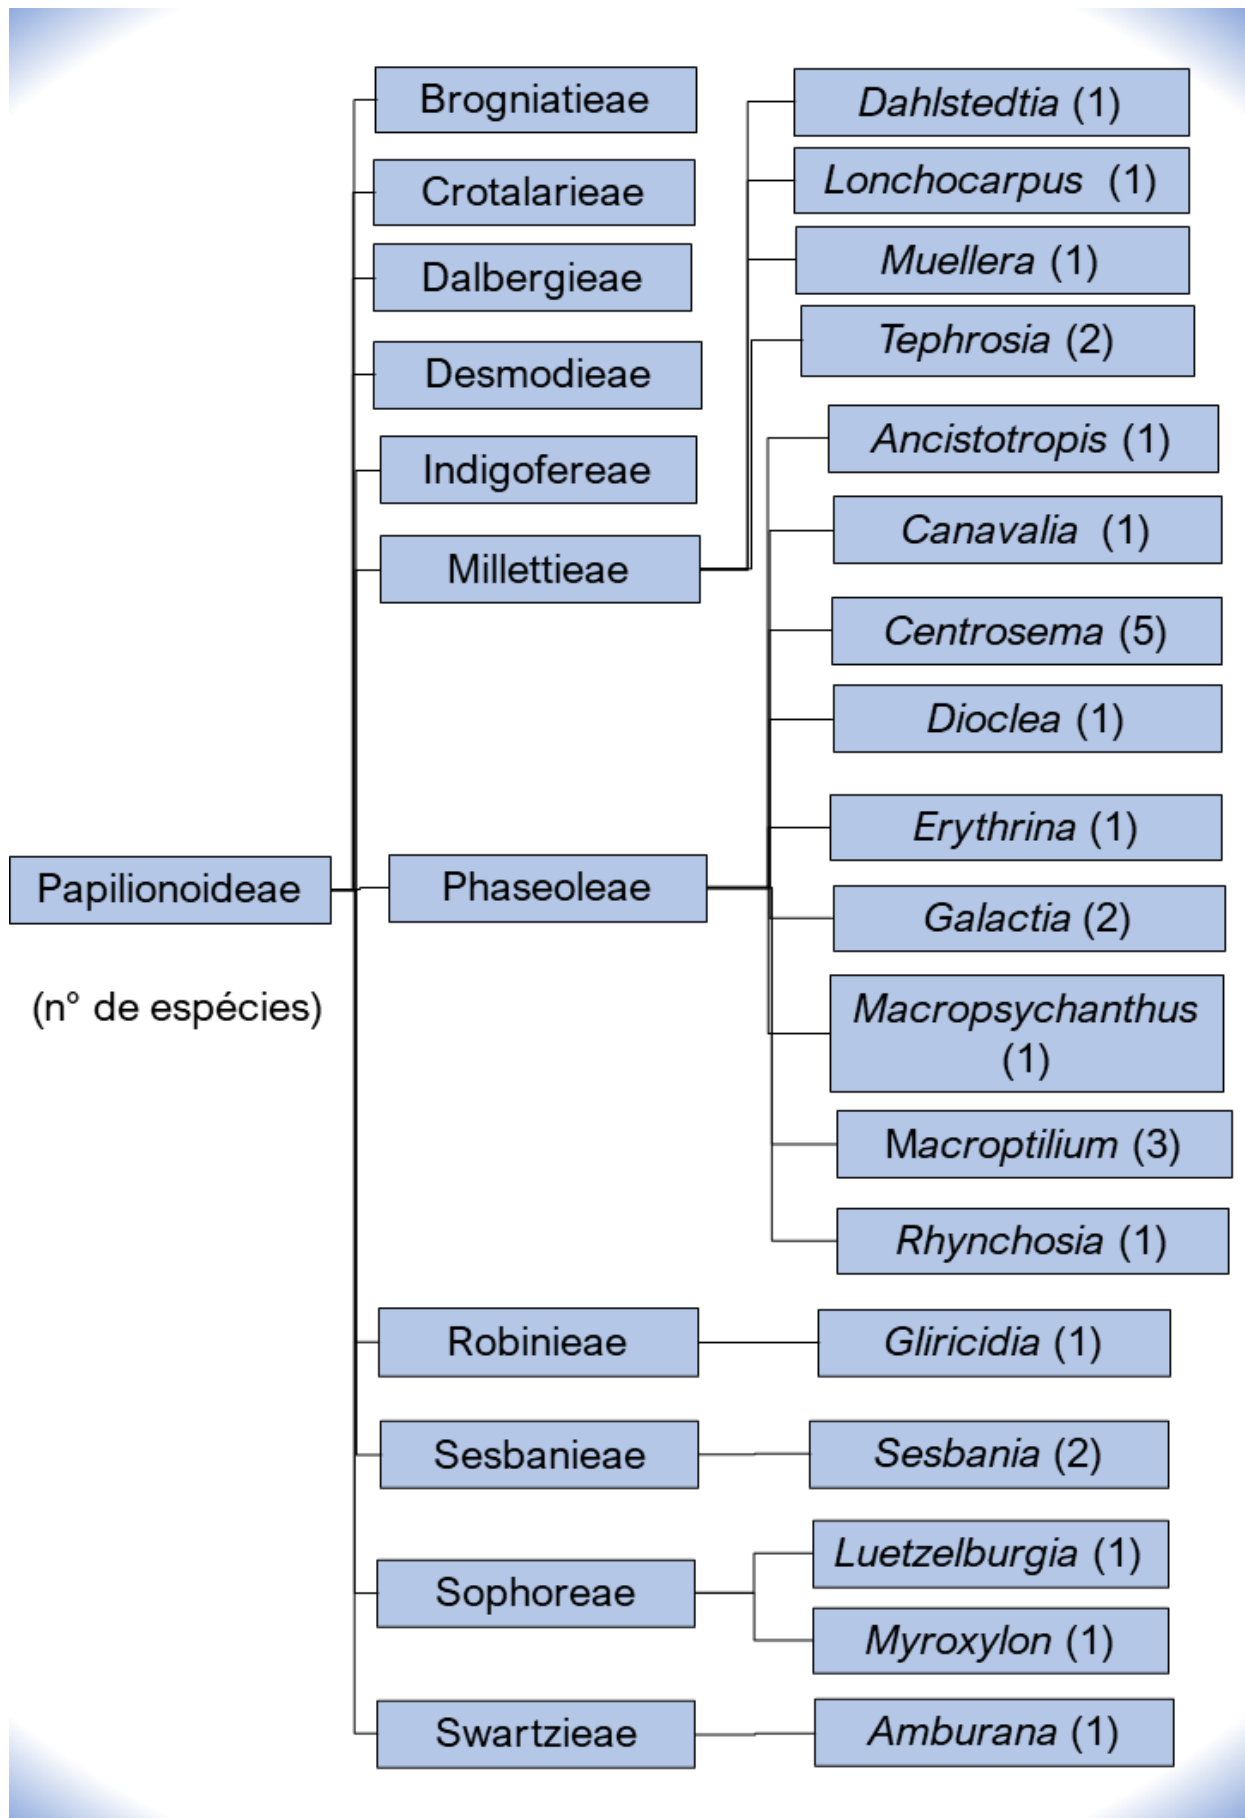 Brogniatieae
Crotalarieae
Dalbergieae
Desmodieae
Indigofereae
Millettieae
Dahlstedtia (1)
Lonchocarpus (1)
Muellera (1)
Tephrosia (2)
Papilionoideae
(n° de espécies)
Phaseoleae
Ancistotropis (1)
Canavalia (1)
Centrosema (5)
Dioclea (1)
Erythrina (1)
Galactia (2)
Macropsychanthus
(1)
Macroptilium (3)
Rhynchosia (1)
Robinieae
Gliricidia (1)
Sesbanieae
Sesbania (2)
Sophoreae
Luetzelburgia (1)
Myroxylon (1)
Swartzieae
Amburana (1)